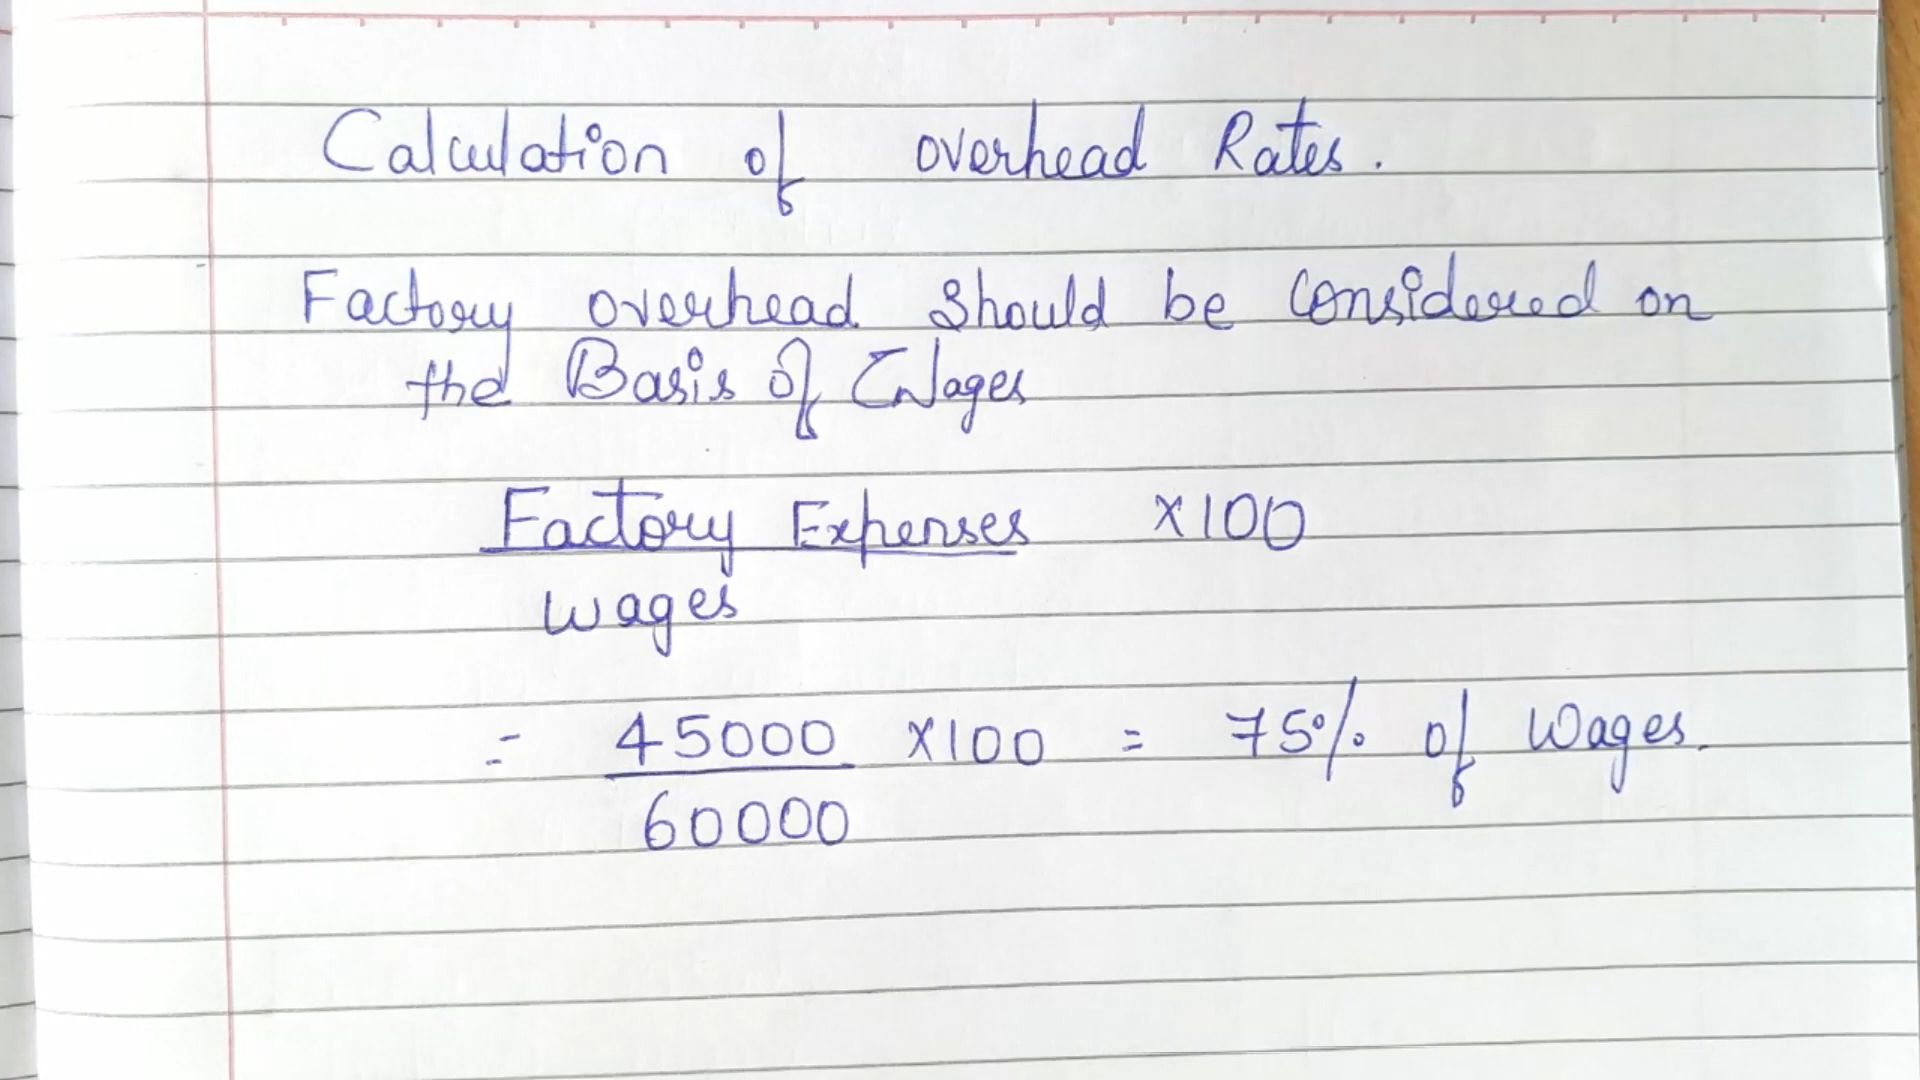 Calculation of overhead Rates.
Factory overhead should be Considered on
the Basis of Wages
Factory Expenses ×100
wages
= 45000 ×100 = 75% of Wages.
60000